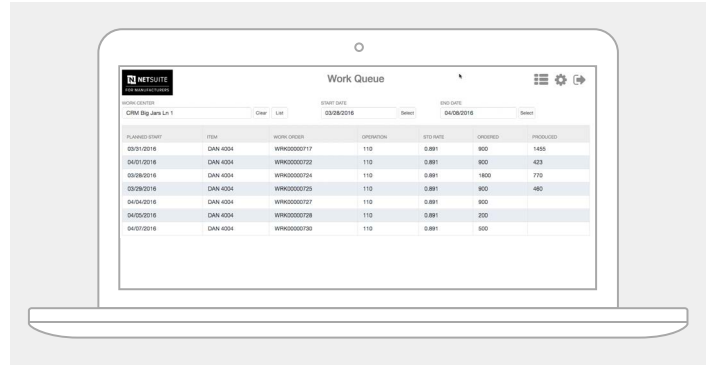 N NETSUITE
FOR MANUFACTURERS
Work Queue
WORK CENTER
START DATE
END DATE
CRM Big Jars Ln 1 Clear List 03/28/2016 Select 04/08/2016 Select
PLANNED START ITEM WORK ORDER OPERATION STD RATE ORDERED PRODUCED
03/31/2016 DAN 4004 WRK00000717 110 0.891 900 1455
04/01/2016 DAN 4004 WRK00000722 110 0.891 900 423
03/28/2016 DAN 4004 WRK00000724 110 0.891 1800 770
03/29/2016 DAN 4004 WRK00000725 110 0.891 900 460
04/04/2016 DAN 4004 WRK00000727 110 0.891 900
04/05/2016 DAN 4004 WRK00000728 110 0.891 200
04/07/2016 DAN 4004 WRK00000730 110 0.891 500